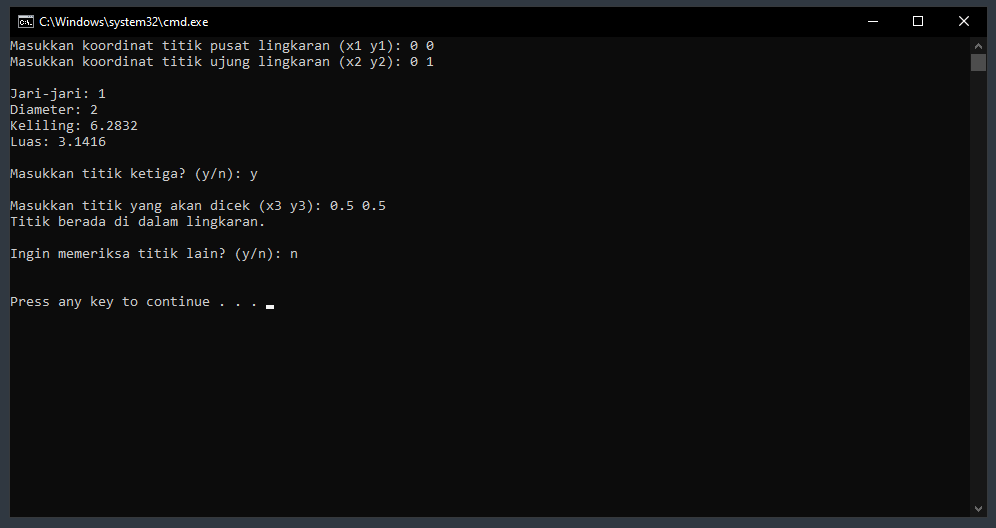 C:\Windows\system32\cmd.exe
Masukkan koordinat titik pusat lingkaran (x1 y1): 0 0
Masukkan koordinat titik ujung lingkaran (x2 y2): 0 1
Jari-jari: 1
Diameter: 2
Keliling: 6.2832
Luas: 3.1416
Masukkan titik ketiga? (y/n): y
Masukkan titik yang akan dicek (x3 y3): 0.5 0.5
Titik berada di dalam lingkaran.
Ingin memeriksa titik lain? (y/n): n
Press any key to continue . . .